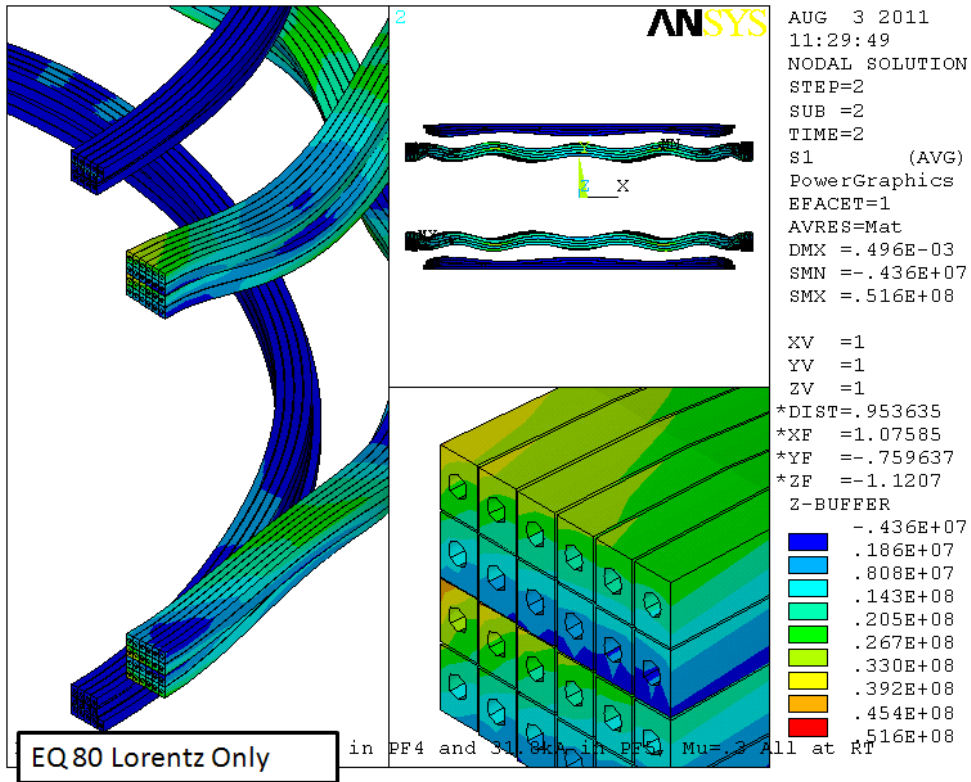 2
ANSYS
AUG 3 2011
11:29:49
NODAL SOLUTION
STEP=2
SUB =2
TIME=2
S1 (AVG)
PowerGraphics
EFACET=1
AVRES=Mat
DMX =.496E-03
SMN =-.436E+07
SMX =.516E+08
XV =1
YV =1
ZV =1
*DIST=.953635
*XF =1.07585
*YF =-.759637
*ZF =-1.1207
Z-BUFFER
-.436E+07
.186E+07
.808E+07
.143E+08
.205E+08
.267E+08
.330E+08
.392E+08
.454E+08
.516E+08
MN
Y
Z X
MX
EQ 80 Lorentz Only
in PF4 and 31.8kA in PF5, Mu=.3 All at RT